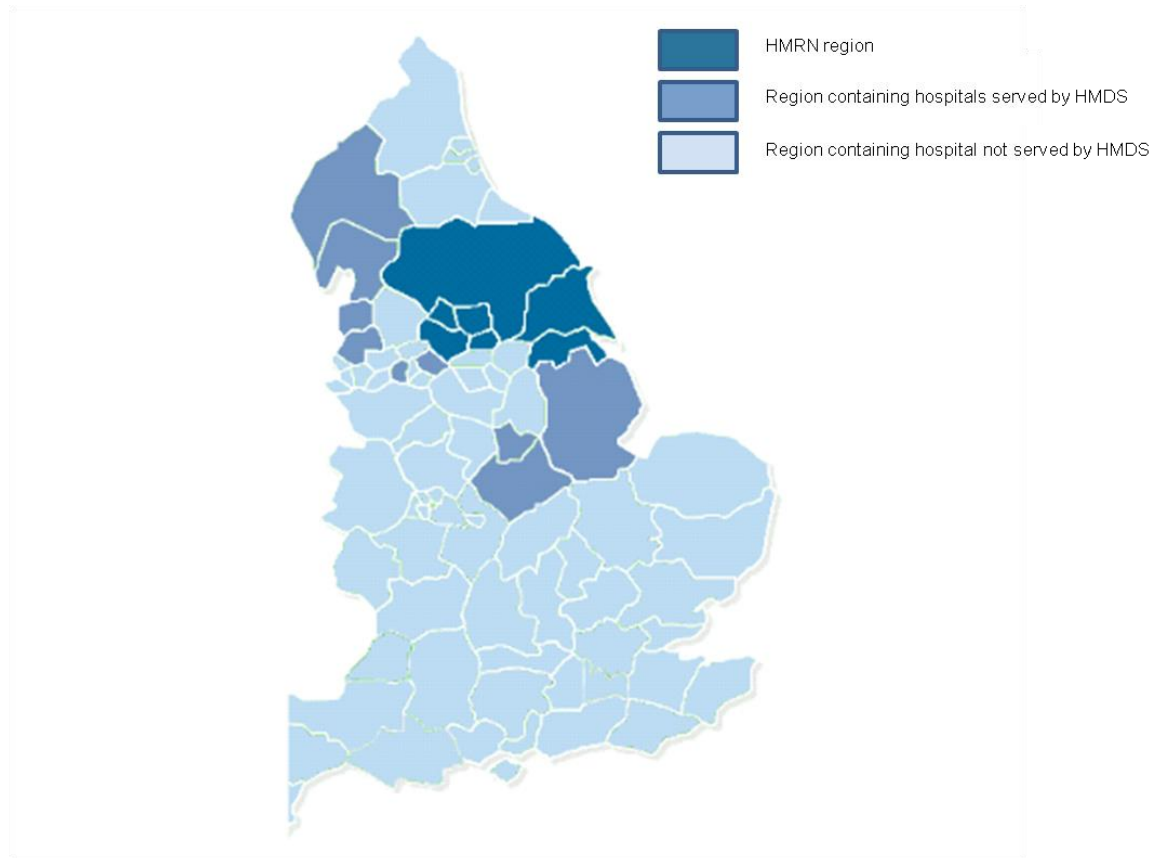 HMRN region
Region containing hospitals served by HMDS
Region containing hospital not served by HMDS